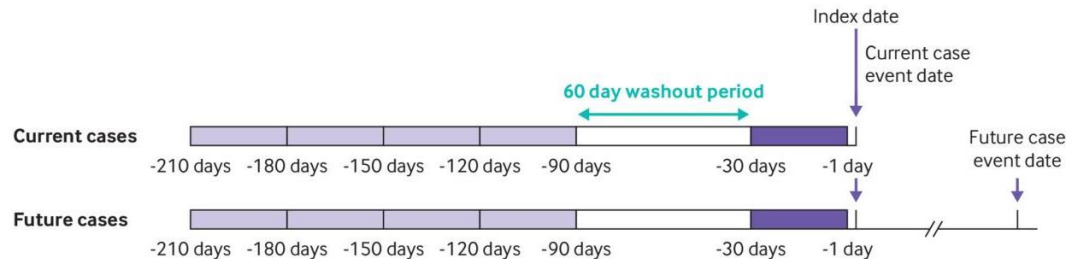 Index date
Current case
event date
60 day washout period
Current cases
Future case
event date
-210 days -180 days -150 days -120 days -90 days -30 days -1 day
Future cases
-210 days -180 days -150 days -120 days -90 days -30 days -1 day